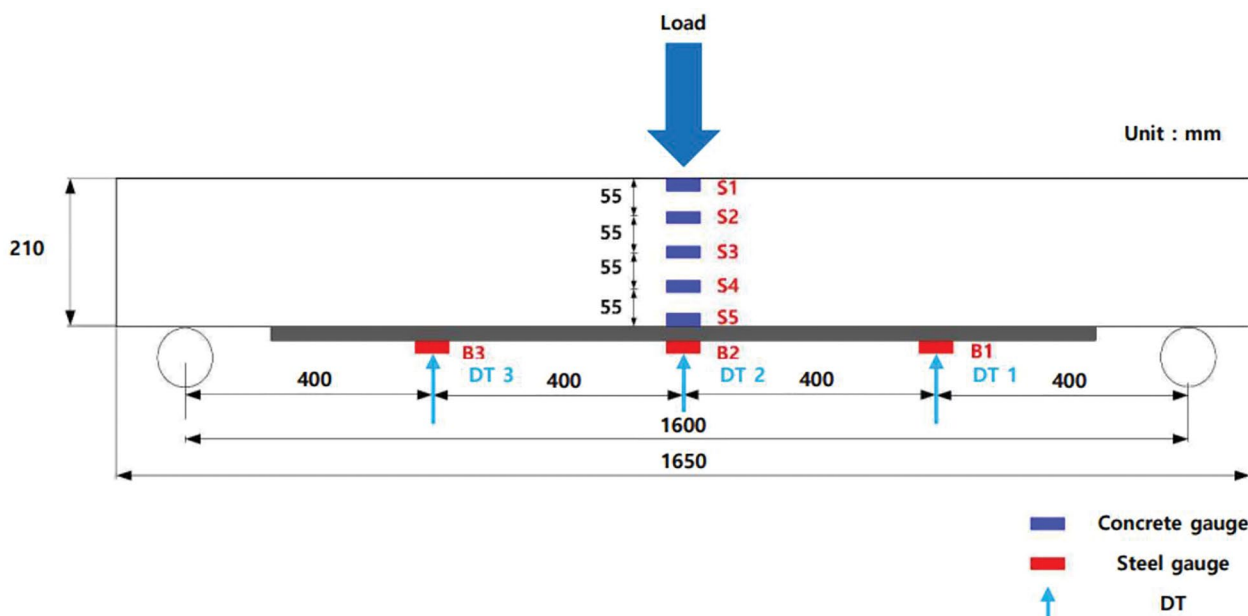 Load
Unit : mm
S1
55
S2
55
210
S3
55
S4
55
S5
B3
B2
B1
DT 3
DT 2
DT 1
400
400
400
400
1600
1650
Concrete gauge
Steel gauge
DT